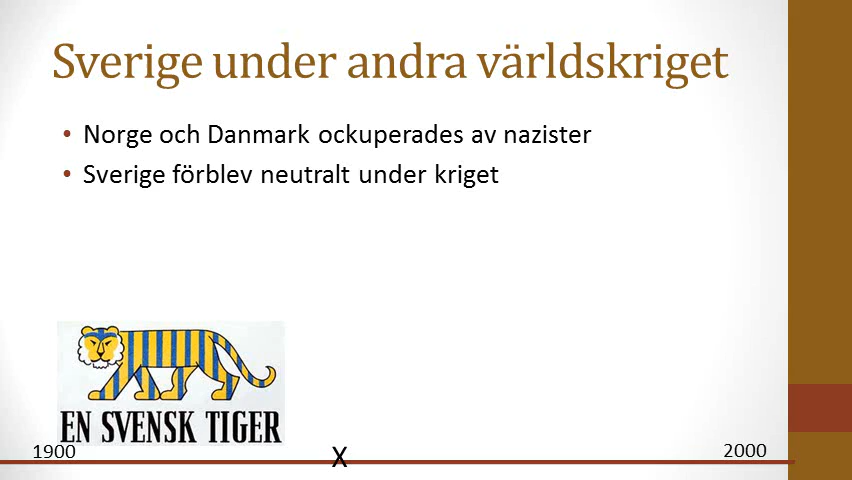 Sverige under andra världskriget
• Norge och Danmark ockuperades av nazister
• Sverige förblev neutralt under kriget
EN SVENSK TIGER
1900
X
2000